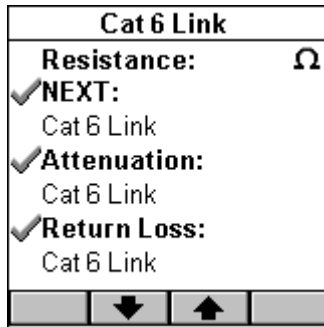 Cat 6 Link
Resistance: Ω
NEXT:
Cat 6 Link
Attenuation:
Cat 6 Link
Return Loss:
Cat 6 Link